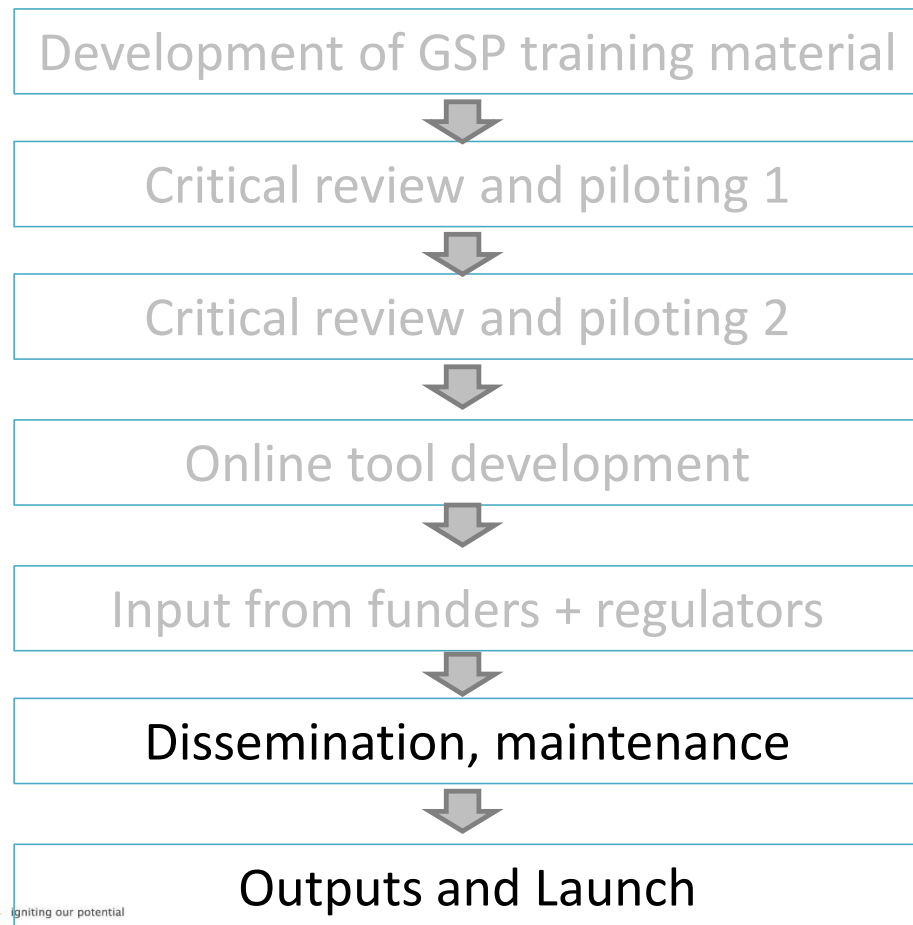 Development of GSP training material
Critical review and piloting 1
Critical review and piloting 2
Online tool development
Input from funders + regulators
Dissemination, maintenance
Outputs and Launch
igniting our potential